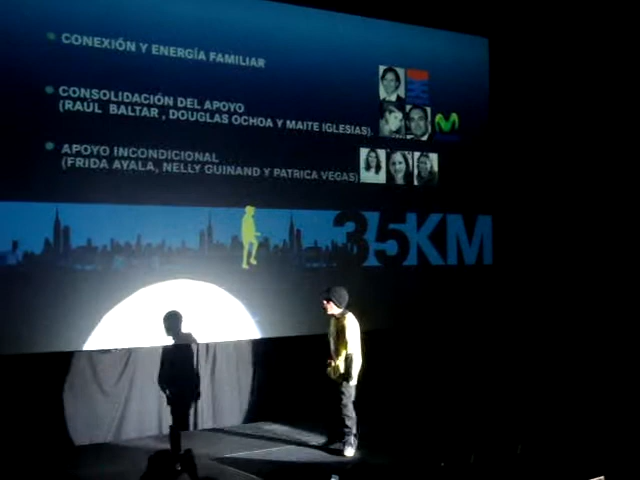 CONEXIÓN Y ENERGÍA FAMILIAR
CONSOLIDACIÓN DEL APOYO
(RAÚL BALTAR, DOUGLAS OCHOA Y MAITE IGLESIAS).
APOYO INCONDICIONAL
(FRIDA AYALA, NELLY GUINAND Y PATRICA VEGAS)
35KM